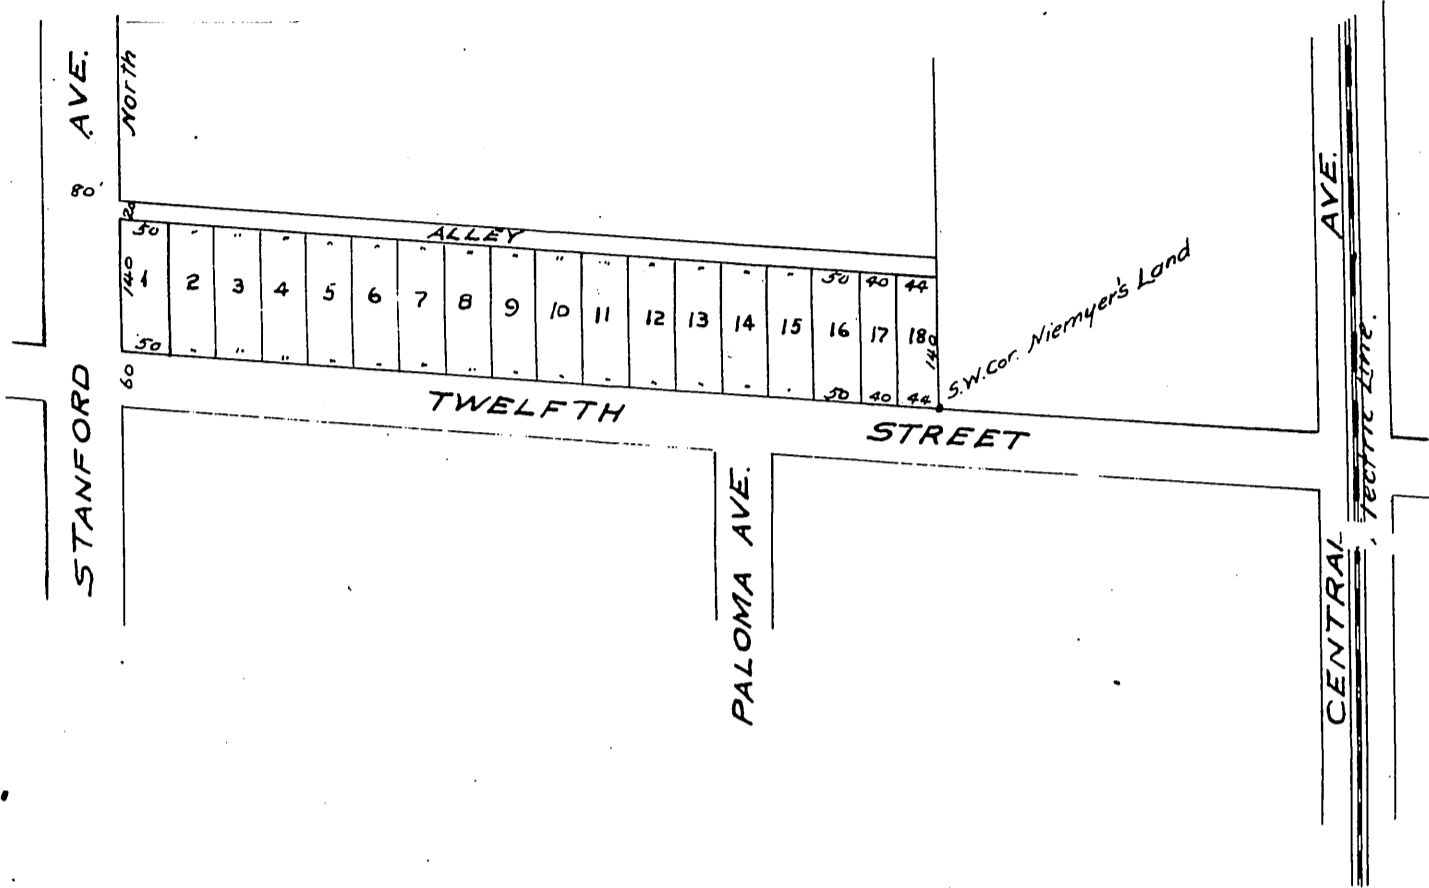 STANFORD AVE.
80'
North
20
ALLEY
50 " " " " " " " " " " " " " " 50 40 44
140
1 2 3 4 5 6 7 8 9 10 11 12 13 14 15 16 17 18
140
50 " " " " " " " " " " " " " " 50 40 44
60
TWELFTH STREET
S.W. Cor. Niemyer's Land
PALOMA AVE.
CENTRAL AVE.
Line.